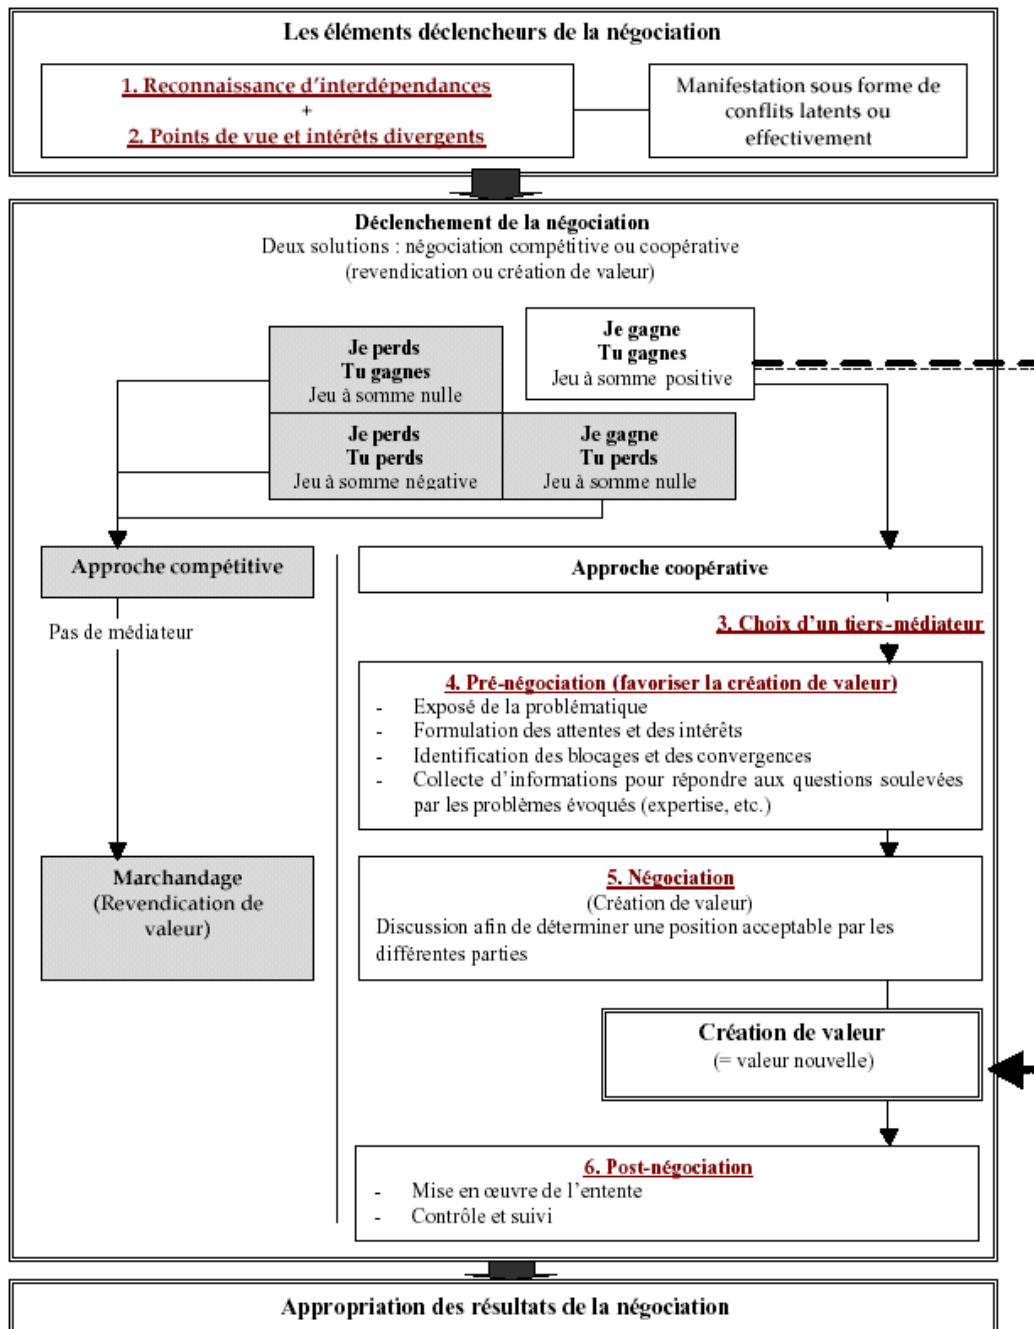 Les éléments déclencheurs de la négociation
1. Reconnaissance d'interdépendances
+
2. Points de vue et intérêts divergents
Manifestation sous forme de
conflits latents ou
effectivement
Déclenchement de la négociation
Deux solutions : négociation compétitive ou coopérative
(revendication ou création de valeur)
Je perds
Tu gagnes
Jeu à somme nulle
Je gagne
Tu gagnes
Jeu à somme positive
Je perds
Tu perds
Jeu à somme négative
Je gagne
Tu perds
Jeu à somme nulle
Approche compétitive
Approche coopérative
Pas de médiateur
3. Choix d'un tiers-médiateur
4. Pré-négociation (favoriser la création de valeur)
- Exposé de la problématique
- Formulation des attentes et des intérêts
- Identification des blocages et des convergences
- Collecte d'informations pour répondre aux questions soulevées
par les problèmes évoqués (expertise, etc.)
Marchandage
(Revendication de
valeur)
5. Négociation
(Création de valeur)
Discussion afin de déterminer une position acceptable par les
différentes parties
Création de valeur
(= valeur nouvelle)
6. Post-négociation
- Mise en œuvre de l'entente
- Contrôle et suivi
Appropriation des résultats de la négociation